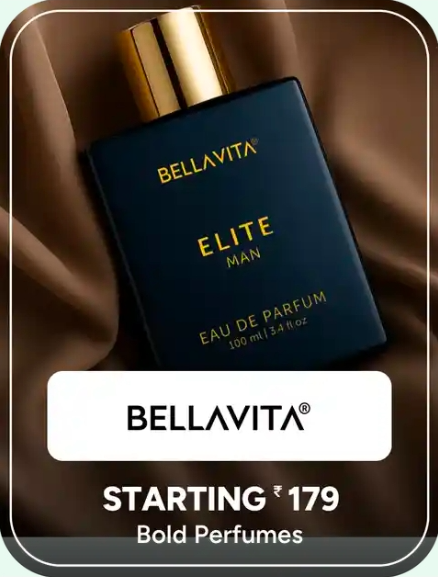 BELLAVITA®
ELITE
MAN
EAU DE PARFUM
100 ml | 3.4 fl oz
BELLAVITA®
STARTING ₹179
Bold Perfumes